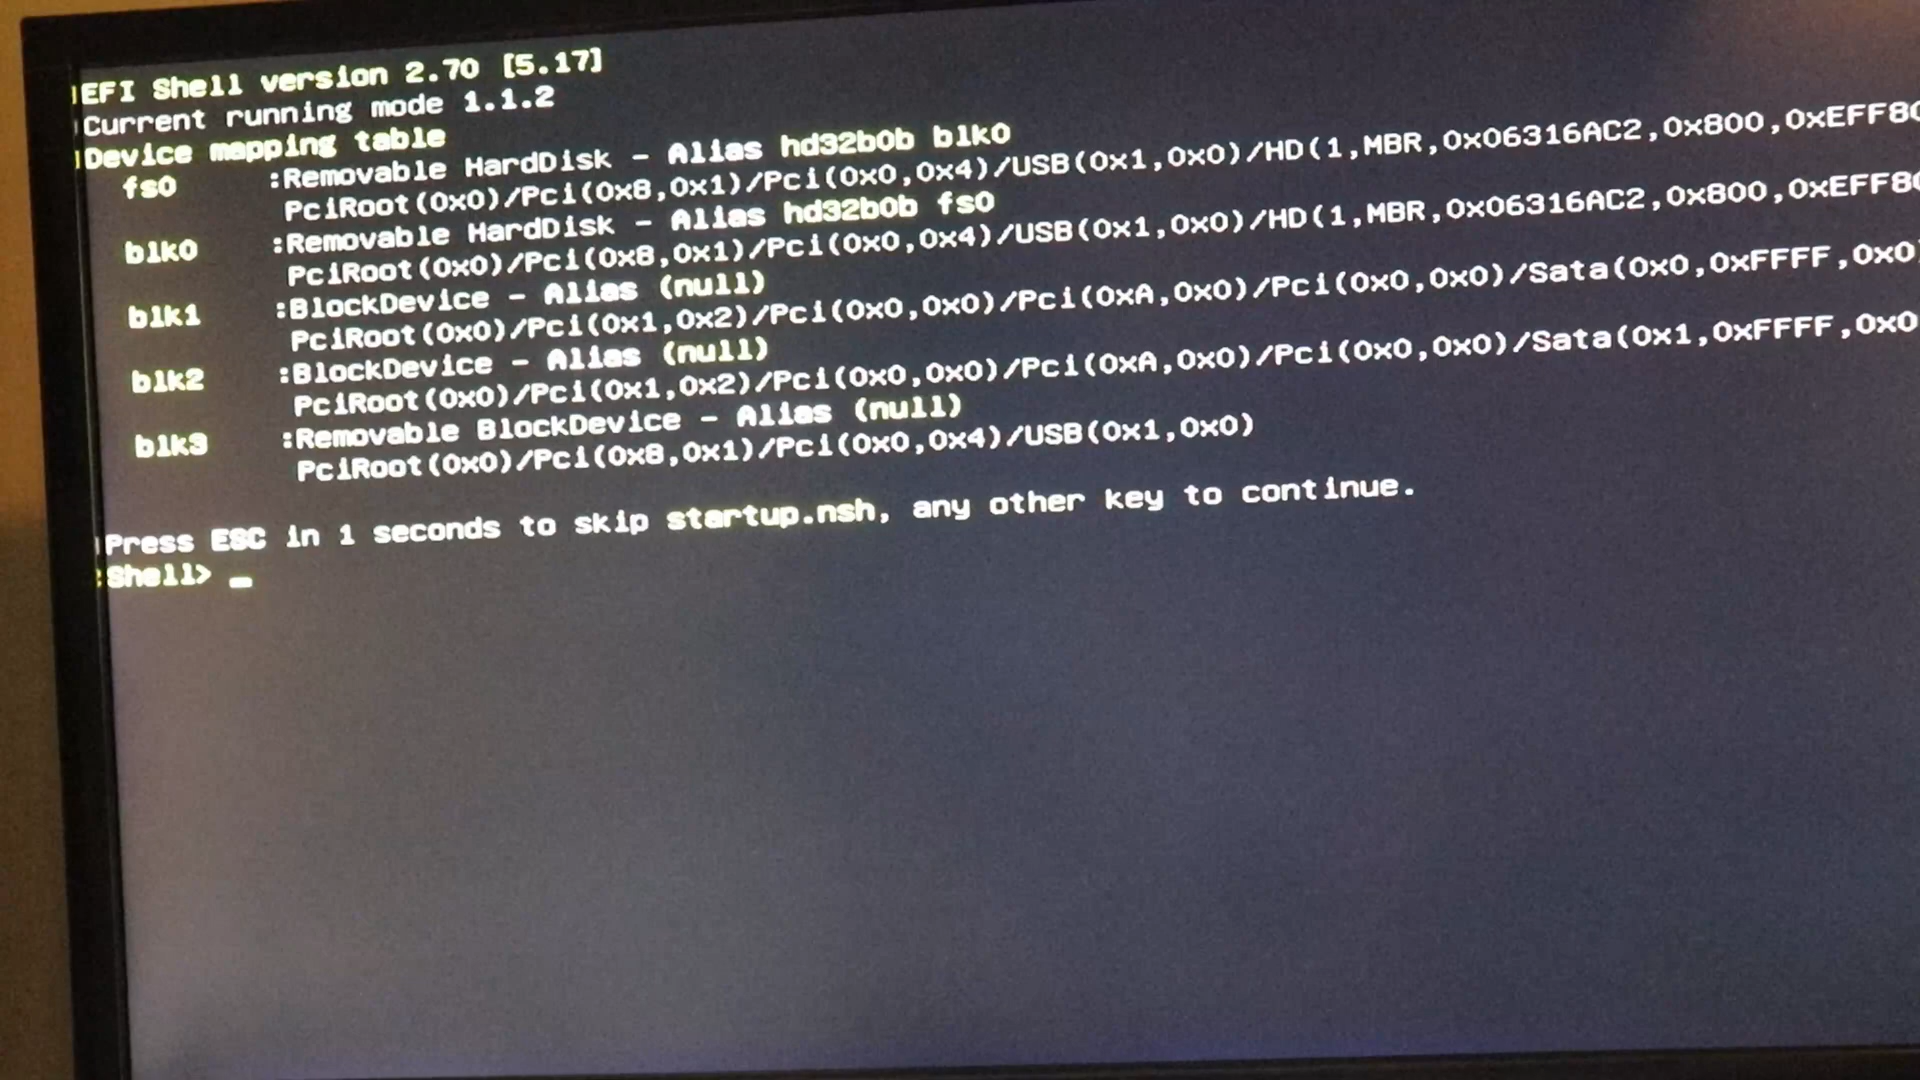 EFI Shell version 2.70 [5.17]
Current running mode 1.1.2
Device mapping table
fs0 :Removable HardDisk - Alias hd32b0b blk0
PciRoot(0x0)/Pci(0x8,0x1)/Pci(0x0,0x4)/USB(0x1,0x0)/HD(1,MBR,0x06316AC2,0x800,0xEFF80
blk0 :Removable HardDisk - Alias hd32b0b fs0
PciRoot(0x0)/Pci(0x8,0x1)/Pci(0x0,0x4)/USB(0x1,0x0)/HD(1,MBR,0x06316AC2,0x800,0xEFF80
blk1 :BlockDevice - Alias (null)
PciRoot(0x0)/Pci(0x1,0x2)/Pci(0x0,0x0)/Pci(0xA,0x0)/Pci(0x0,0x0)/Sata(0x0,0xFFFF,0x0)
blk2 :BlockDevice - Alias (null)
PciRoot(0x0)/Pci(0x1,0x2)/Pci(0x0,0x0)/Pci(0xA,0x0)/Pci(0x0,0x0)/Sata(0x1,0xFFFF,0x0
blk3 :Removable BlockDevice - Alias (null)
PciRoot(0x0)/Pci(0x8,0x1)/Pci(0x0,0x4)/USB(0x1,0x0)
Press ESC in 1 seconds to skip startup.nsh, any other key to continue.
Shell> _